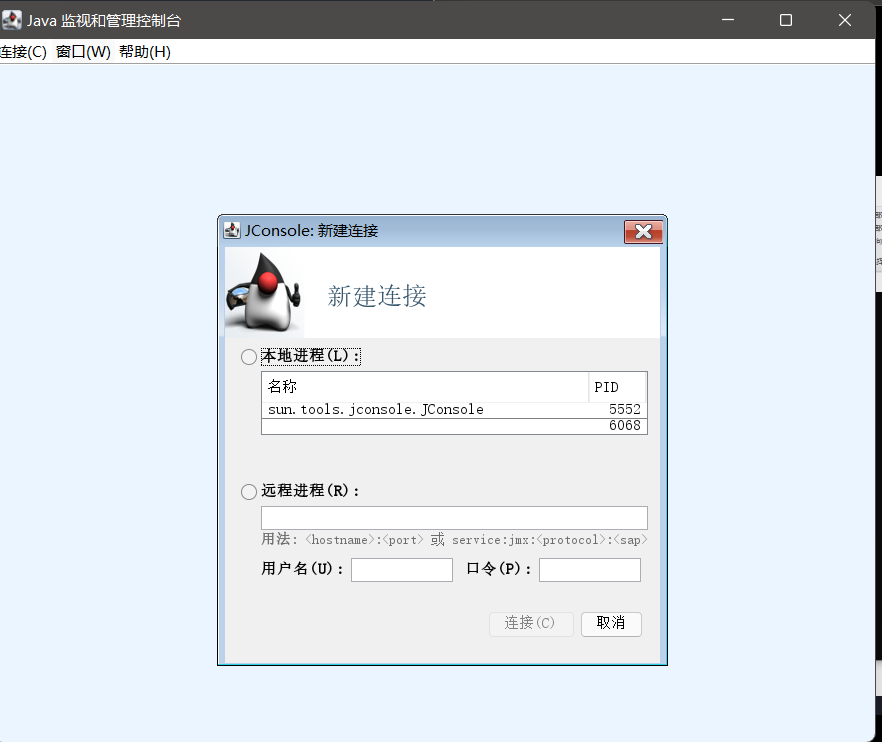 Java 监视和管理控制台
连接(C) 窗口(W) 帮助(H)
JConsole: 新建连接
新建连接
本地进程(L):
名称 PID
sun.tools.jconsole.JConsole 5552
6068
远程进程(R):
用法: <hostname>:<port> 或 service:jmx:<protocol>:<sap>
用户名(U): 口令(P):
连接(C) 取消